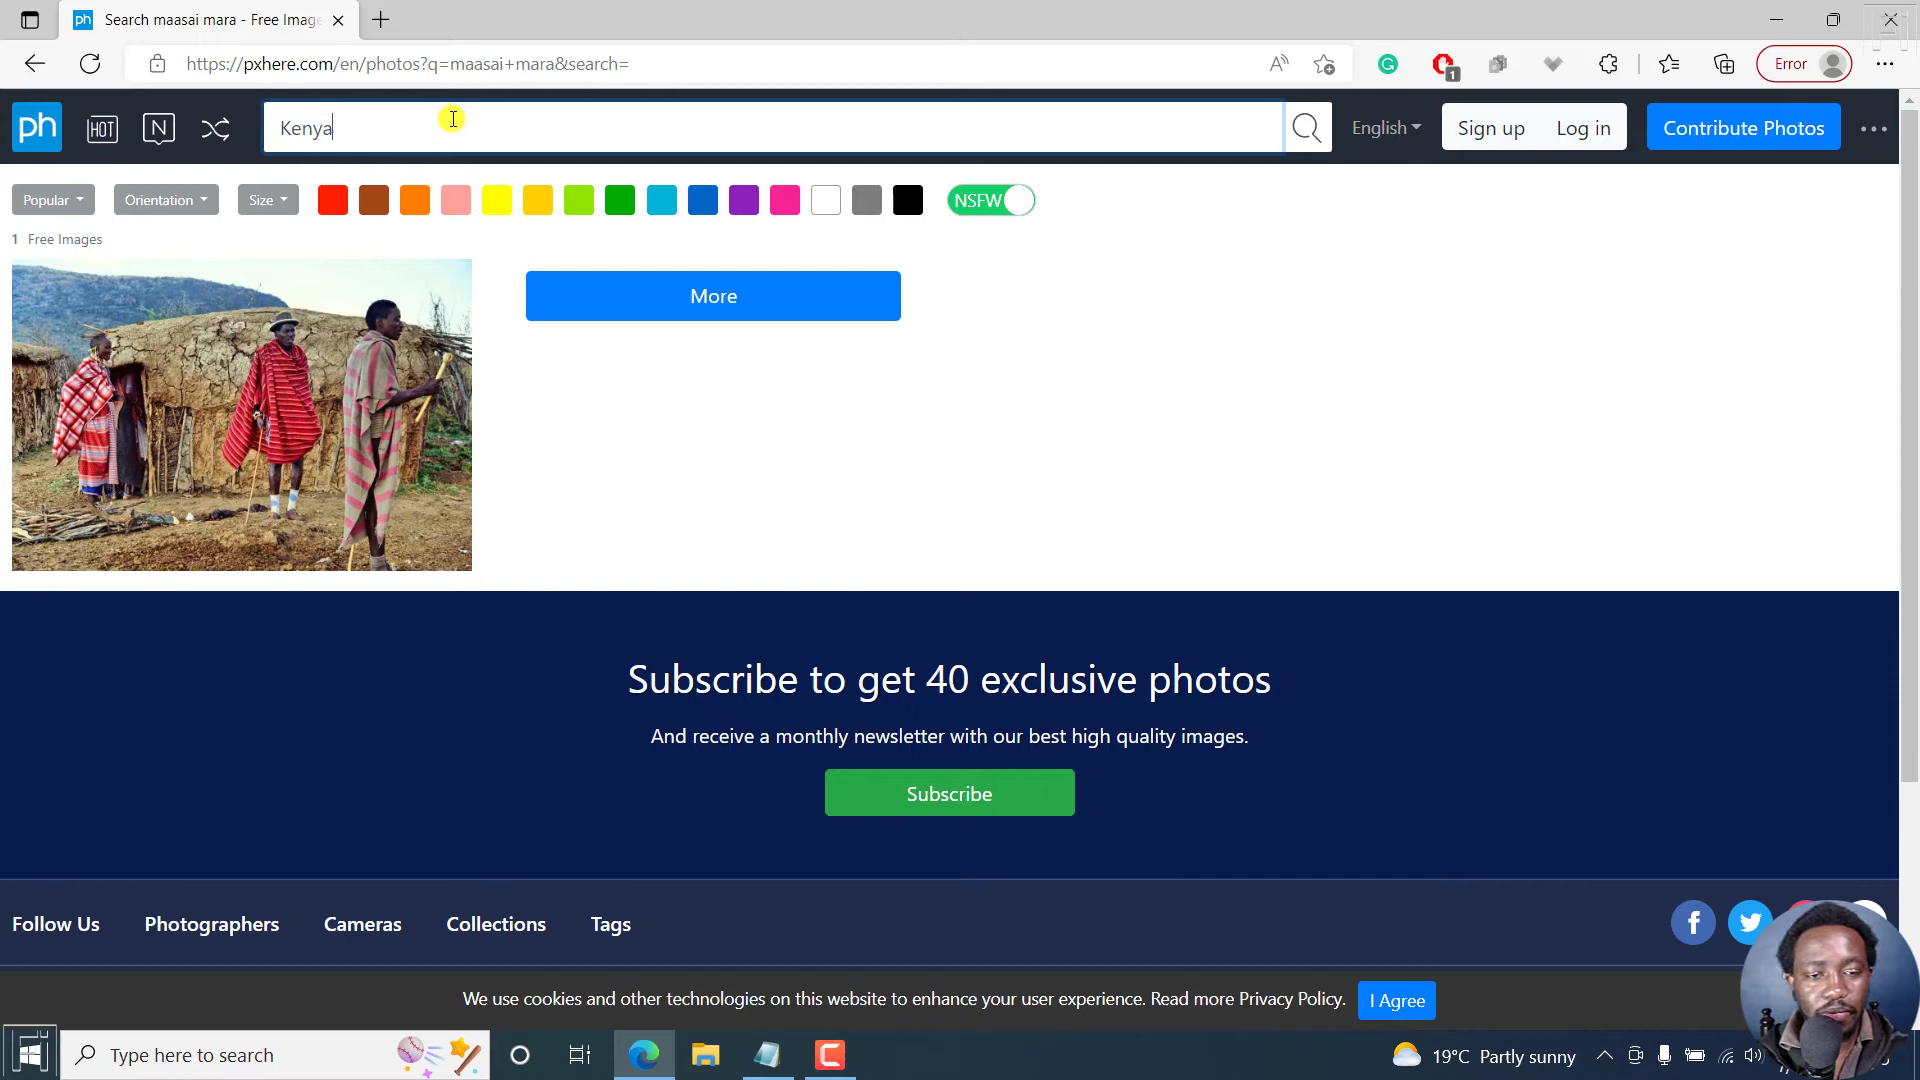 Search maasai mara - Free Imag
https://pxhere.com/en/photos?q=maasai+mara&search=
1
Error
ph
HOT
N
Kenya
English
Sign up
Log in
Contribute Photos
Popular
Orientation
Size
NSFW
1 Free Images
More
Subscribe to get 40 exclusive photos
And receive a monthly newsletter with our best high quality images.
Subscribe
Follow Us
Photographers
Cameras
Collections
Tags
We use cookies and other technologies on this website to enhance your user experience. Read more Privacy Policy.
I Agree
Type here to search
19°C Partly sunny